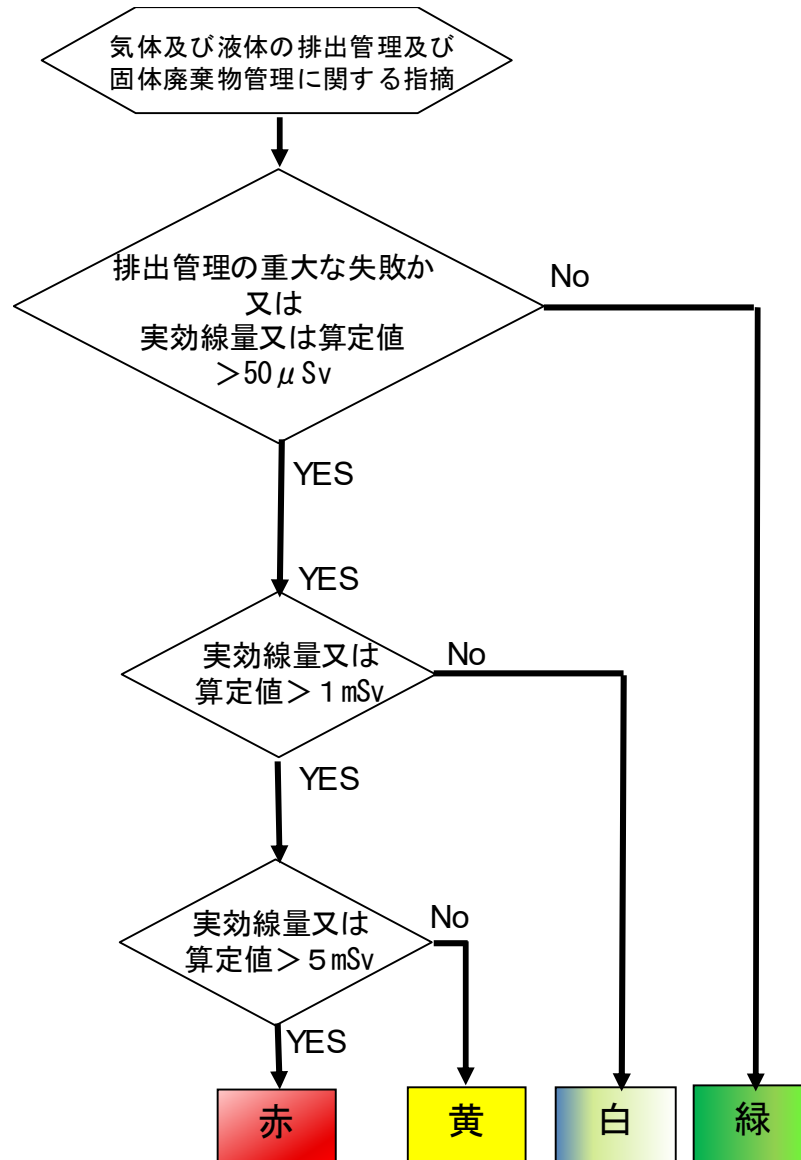 気体及び液体の排出管理及び
固体廃棄物管理に関する指摘
排出管理の重大な失敗か
又は
実効線量又は算定値
＞50μSv
No
YES
YES
実効線量又は
算定値＞１mSv
No
YES
実効線量又は
算定値＞５mSv
No
YES
赤
黄
白
緑